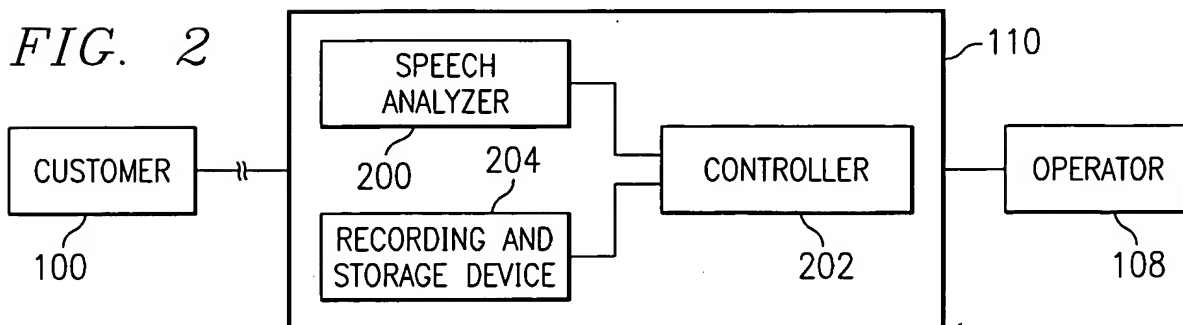 FIG. 2
110
SPEECH
ANALYZER
200
CUSTOMER
100
204
RECORDING AND
STORAGE DEVICE
CONTROLLER
202
OPERATOR
108